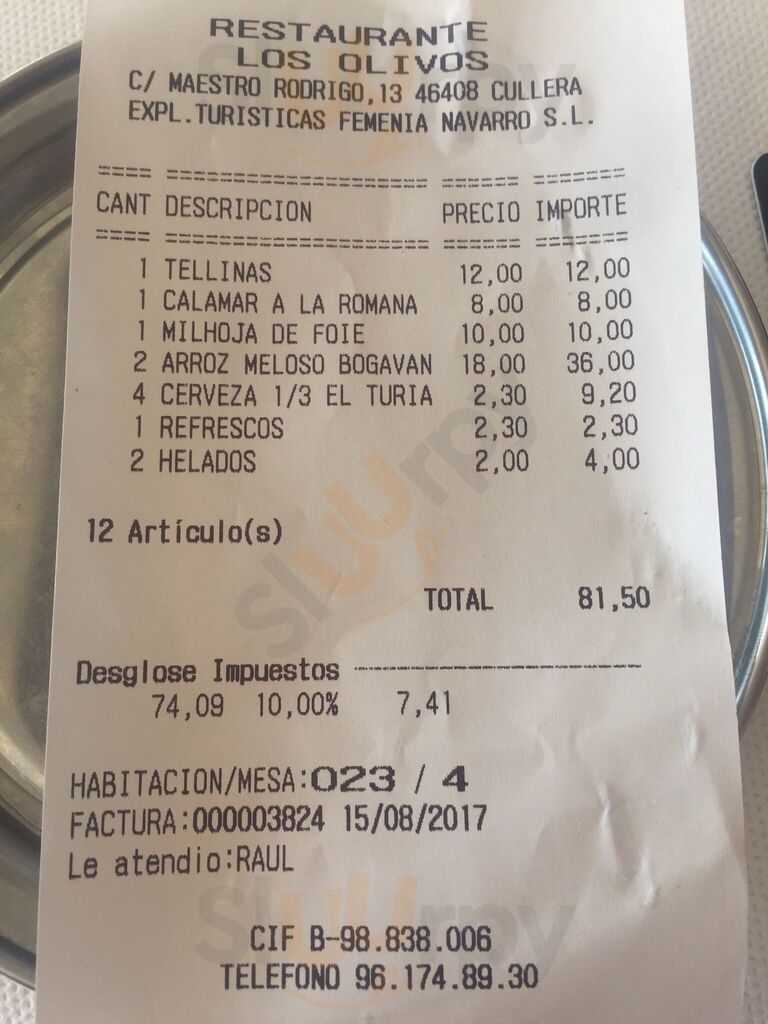 RESTAURANTE
LOS OLIVOS
C/ MAESTRO RODRIGO,13 46408 CULLERA
EXPL.TURISTICAS FEMENIA NAVARRO S.L.
==== ==================== ====== =======
CANT DESCRIPCION PRECIO IMPORTE
==== ==================== ====== =======
1 TELLINAS 12,00 12,00
1 CALAMAR A LA ROMANA 8,00 8,00
1 MILHOJA DE FOIE 10,00 10,00
2 ARROZ MELOSO BOGAVAN 18,00 36,00
4 CERVEZA 1/3 EL TURIA 2,30 9,20
1 REFRESCOS 2,30 2,30
2 HELADOS 2,00 4,00
12 Artículo(s)
TOTAL 81,50
Desglose Impuestos
74,09 10,00% 7,41
HABITACION/MESA:023 / 4
FACTURA:000003824 15/08/2017
Le atendio:RAUL
CIF B-98.838.006
TELEFONO 96.174.89.30
sluurpy
sluurpy
sluurpy